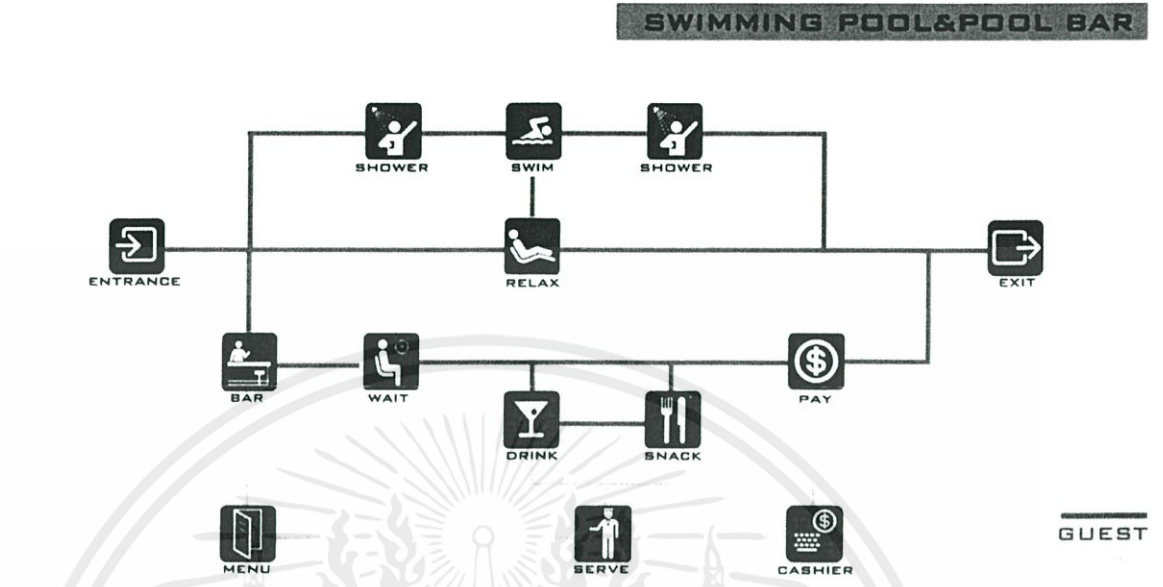 SWIMMING POOL&POOL BAR
SHOWER
SWIM
SHOWER
ENTRANCE
RELAX
EXIT
BAR
WAIT
PAY
DRINK
SNACK
MENU
SERVE
CASHIER
GUEST